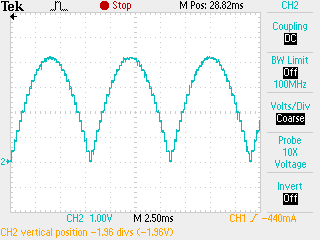 Tek Stop M Pos: 28.82ms CH2
Coupling
DC
BW Limit
Off
100MHz
Volts/Div
Coarse
Probe
10X
Voltage
Invert
Off
2
CH2 1.00V M 2.50ms CH1 -440mA
CH2 vertical position -1.96 divs (-1.96V)